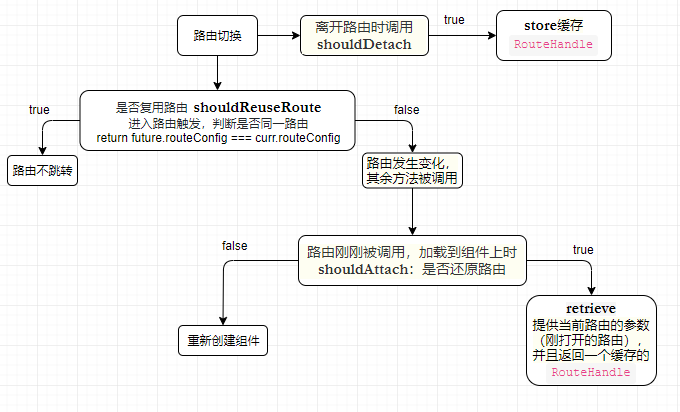 路由切换
离开路由时调用
shouldDetach
true
store缓存
RouteHandle
是否复用路由 shouldReuseRoute
进入路由触发，判断是否同一路由
return future.routeConfig === curr.routeConfig
true
false
路由不跳转
路由发生变化，
其余方法被调用
路由刚刚被调用，加载到组件上时
shouldAttach：是否还原路由
false
true
重新创建组件
retrieve
提供当前路由的参数
（刚打开的路由），
并且返回一个缓存的
RouteHandle